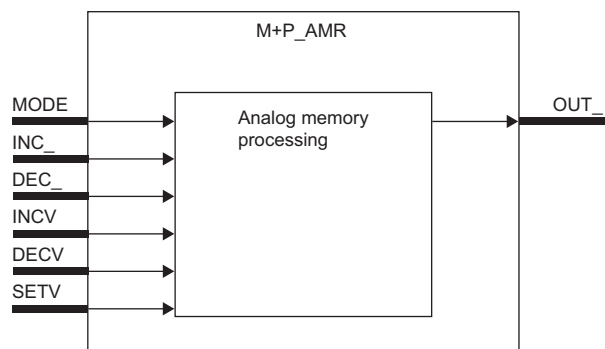 M+P_AMR
MODE
INC_
DEC_
INCV
DECV
SETV
Analog memory
processing
OUT_